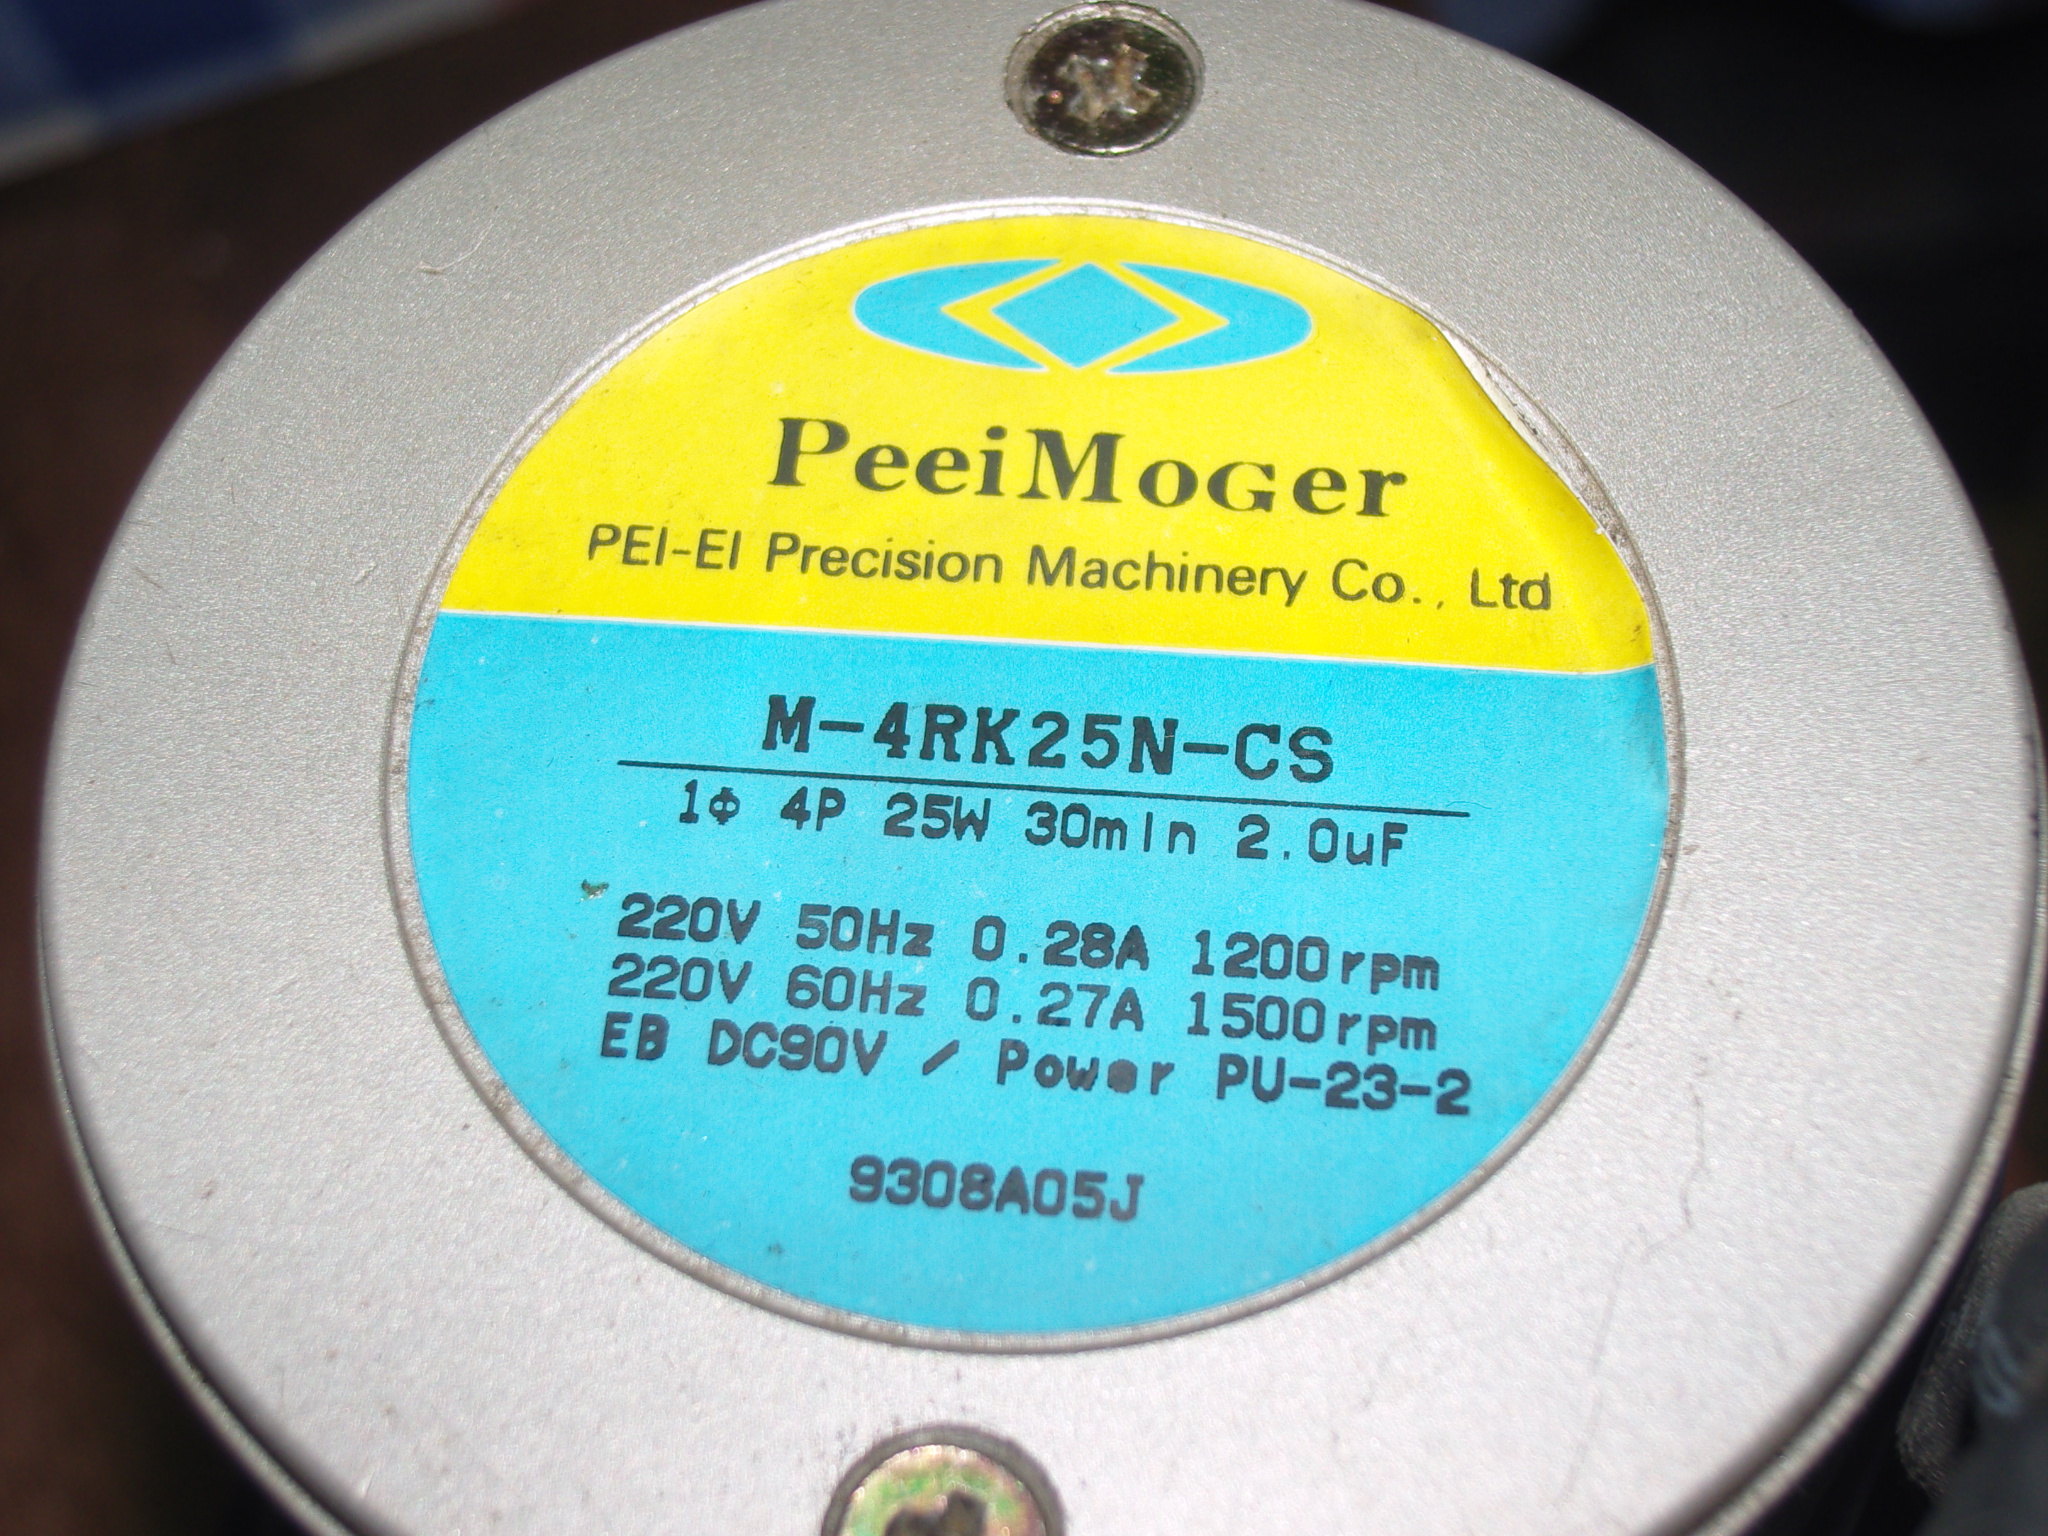 PeeiMoGer
PEI-EI Precision Machinery Co., Ltd
M-4RK25N-CS
1Φ 4P 25W 30min 2.0uF
220V 50Hz 0.28A 1200rpm
220V 60Hz 0.27A 1500rpm
EB DC90V / Power PU-23-2
9308A05J